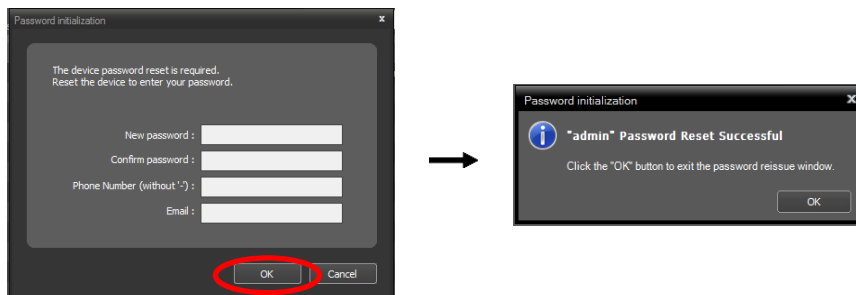 Password initialization
x
The device password reset is required.
Reset the device to enter your password.
New password :
Confirm password :
Phone Number (without '-') :
Email :
OK
Cancel
Password initialization
x
"admin" Password Reset Successful
Click the "OK" button to exit the password reissue window.
OK